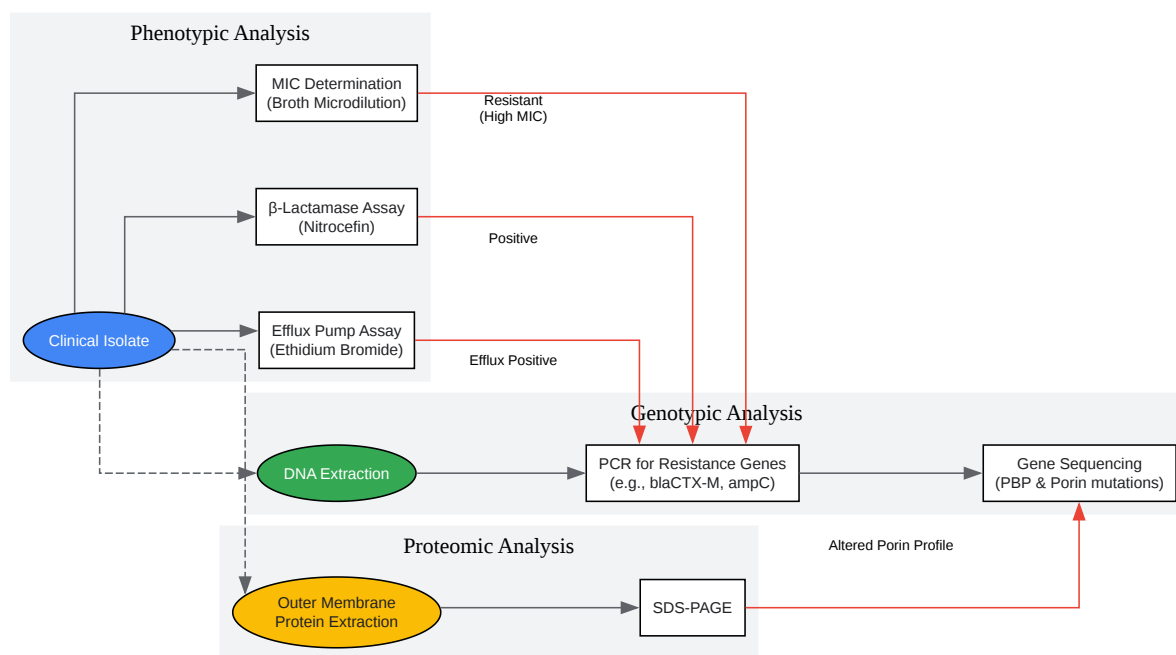 Phenotypic Analysis
MIC Determination
(Broth Microdilution)
Resistant
(High MIC)
β-Lactamase Assay
(Nitrocefin)
Positive
Clinical Isolate
Efflux Pump Assay
(Ethidium Bromide)
Efflux Positive
Genotypic Analysis
DNA Extraction
PCR for Resistance Genes
(e.g., blaCTX-M, ampC)
Gene Sequencing
(PBP & Porin mutations)
Proteomic Analysis
Altered Porin Profile
Outer Membrane
Protein Extraction
SDS-PAGE